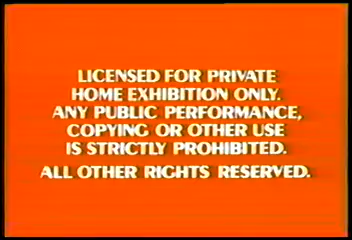 LICENSED FOR PRIVATE
HOME EXHIBITION ONLY.
ANY PUBLIC PERFORMANCE,
COPYING OR OTHER USE
IS STRICTLY PROHIBITED.
ALL OTHER RIGHTS RESERVED.